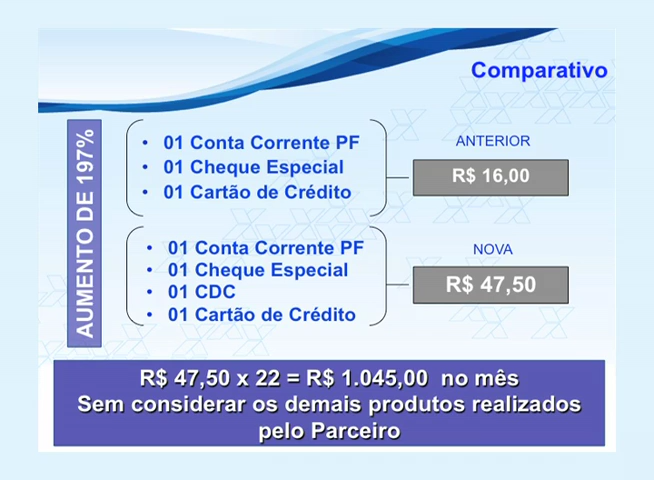 Comparativo
AUMENTO DE 197%
• 01 Conta Corrente PF
• 01 Cheque Especial
• 01 Cartão de Crédito
ANTERIOR
R$ 16,00
• 01 Conta Corrente PF
• 01 Cheque Especial
• 01 CDC
• 01 Cartão de Crédito
NOVA
R$ 47,50
R$ 47,50 x 22 = R$ 1.045,00 no mês
Sem considerar os demais produtos realizados
pelo Parceiro